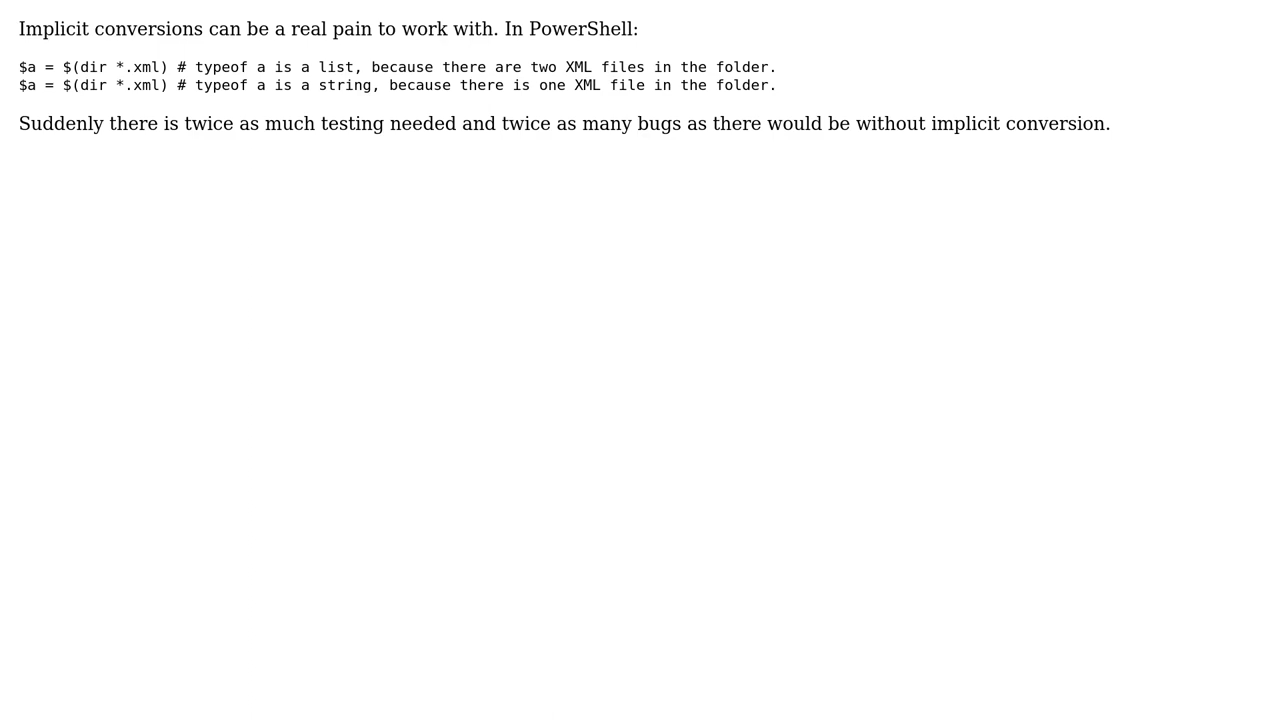 Implicit conversions can be a real pain to work with. In PowerShell:
$a = $(dir *.xml) # typeof a is a list, because there are two XML files in the folder.
$a = $(dir *.xml) # typeof a is a string, because there is one XML file in the folder.
Suddenly there is twice as much testing needed and twice as many bugs as there would be without implicit conversion.